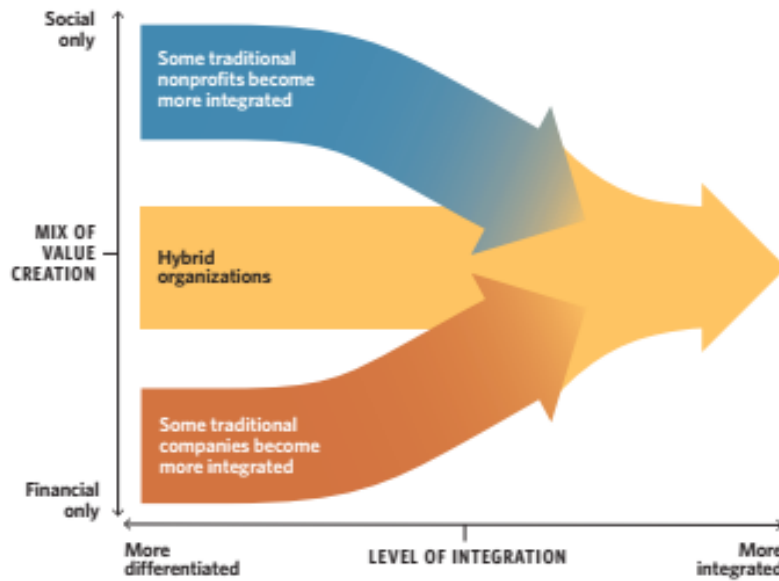 Social
only
Some traditional
nonprofits become
more integrated
MIX OF
VALUE
CREATION
Hybrid
organizations
Some traditional
companies become
more integrated
Financial
only
More
differentiated
LEVEL OF INTEGRATION
More
integrated